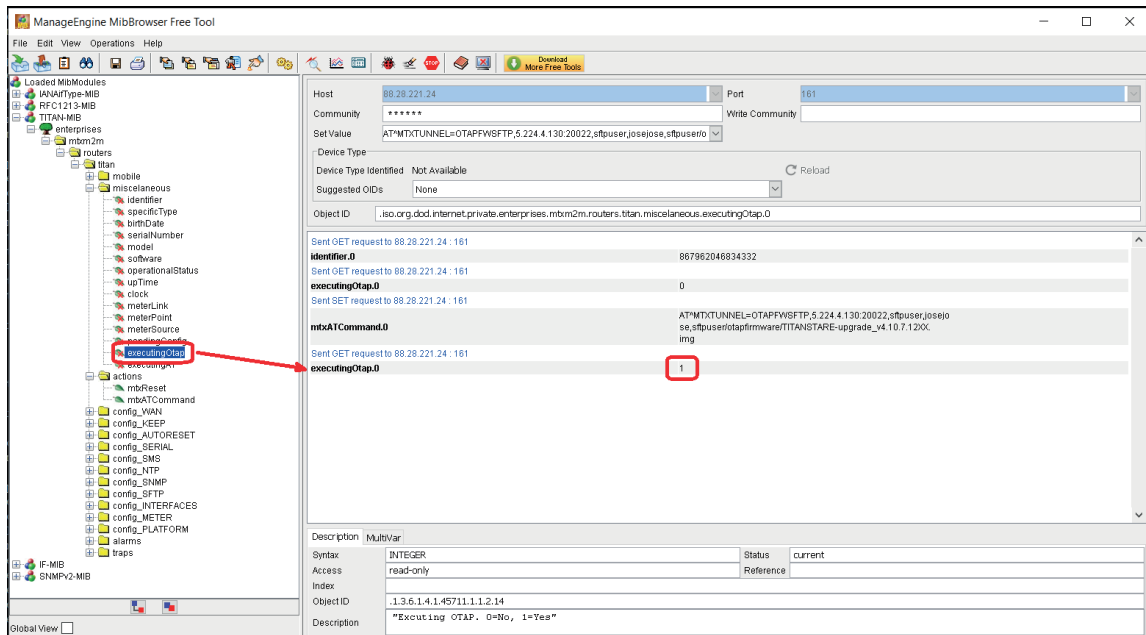 ManageEngine MibBrowser Free Tool
File Edit View Operations Help
STOP
Download
More Free Tools
Loaded MibModules
IANAifType-MIB
RFC1213-MIB
TITAN-MIB
enterprises
mtxm2m
routers
titan
mobile
miscelaneous
identifier
specificType
birthDate
serialNumber
model
software
operationalStatus
upTime
clock
meterLink
meterPoint
meterSource
pendingConfig
executingOtap
executingAT
actions
mtxReset
mtxATCommand
config_WAN
config_KEEP
config_AUTORESET
config_SERIAL
config_SMS
config_NTP
config_SNMP
config_SFTP
config_INTERFACES
config_METER
config_PLATFORM
alarms
traps
IF-MIB
SNMPv2-MIB
Global View
Host 88.28.221.24 Port 161
Community ****** Write Community
Set Value AT^MTXTUNNEL=OTAPFWSFTP,5.224.4.130:20022,sftpuser,josejose,sftpuser/o
Device Type
Device Type Identified Not Available Reload
Suggested OIDs None
Object ID .iso.org.dod.internet.private.enterprises.mtxm2m.routers.titan.miscelaneous.executingOtap.0
Sent GET request to 88.28.221.24 : 161
identifier.0 867962046834332
Sent GET request to 88.28.221.24 : 161
executingOtap.0 0
Sent SET request to 88.28.221.24 : 161
AT^MTXTUNNEL=OTAPFWSFTP,5.224.4.130:20022,sftpuser,josejo
mtxATCommand.0 se,sftpuser/otapfirmware/TITANSTARE-upgrade_v4.10.7.12XX.
img
Sent GET request to 88.28.221.24 : 161
executingOtap.0 1
Description MultiVar
Syntax INTEGER Status current
Access read-only Reference
Index
Object ID .1.3.6.1.4.1.45711.1.1.2.14
Description "Excuting OTAP. 0=No, 1=Yes"